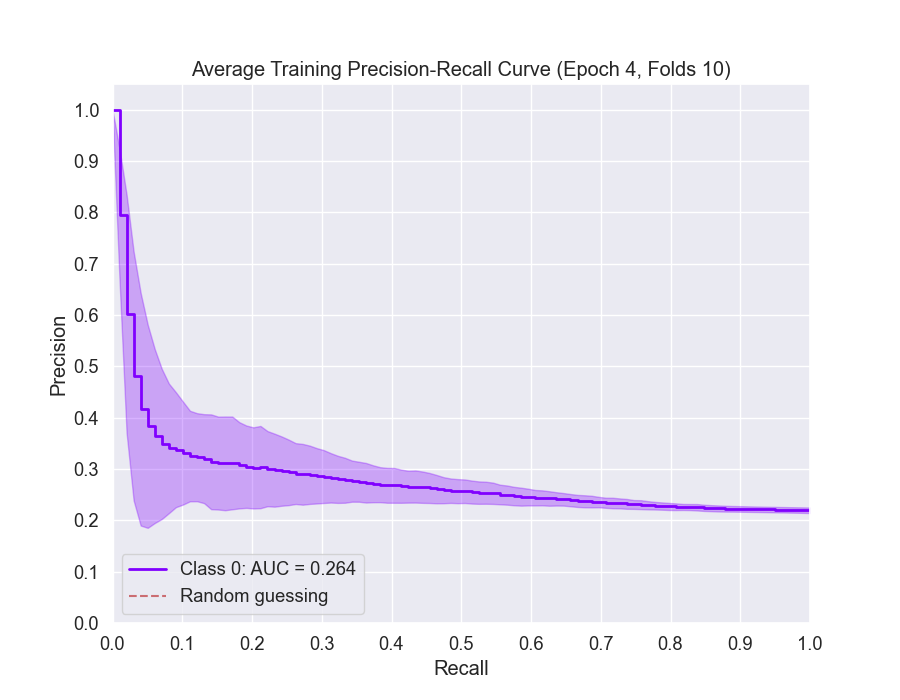 Average Training Precision-Recall Curve (Epoch 4, Folds 10)
Precision
1.0
0.9
0.8
0.7
0.6
0.5
0.4
0.3
0.2
0.1
0.0
Class 0: AUC = 0.264
Random guessing
0.0 0.1 0.2 0.3 0.4 0.5 0.6 0.7 0.8 0.9 1.0
Recall